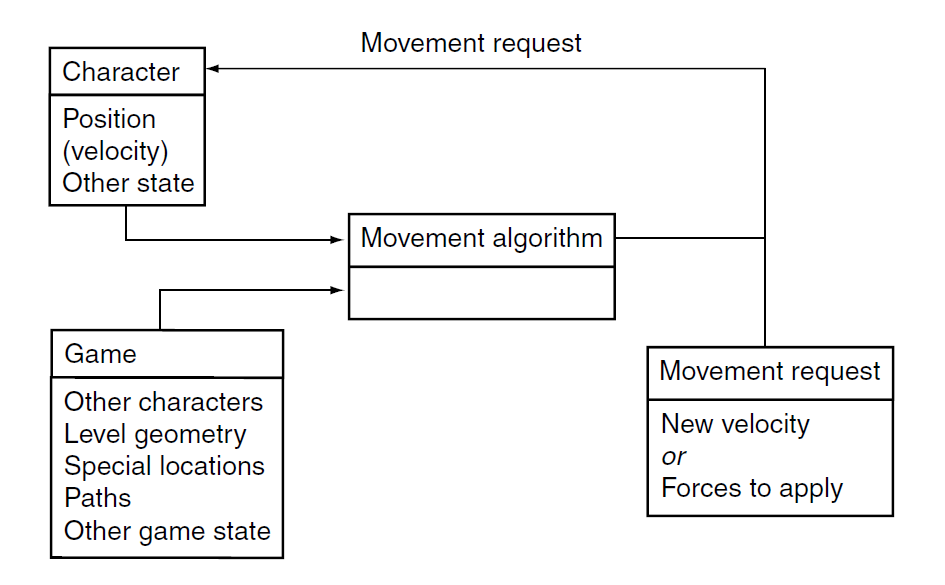 Movement request
Character
Position
(velocity)
Other state
Movement algorithm
Game
Other characters
Level geometry
Special locations
Paths
Other game state
Movement request
New velocity
or
Forces to apply